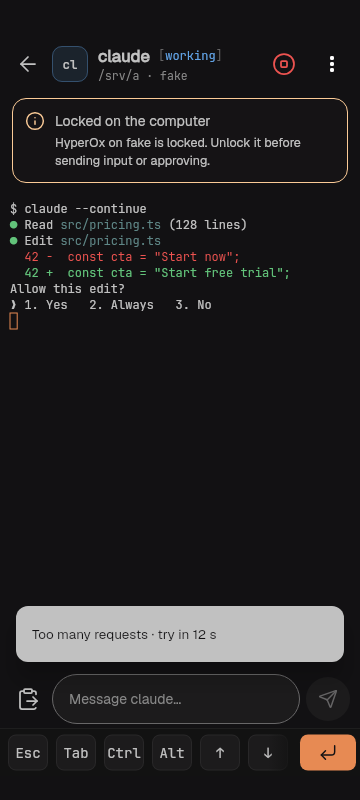 cl
claude [working]
/srv/a · fake
Locked on the computer
HyperOx on fake is locked. Unlock it before
sending input or approving.
$ claude --continue
● Read src/pricing.ts (128 lines)
● Edit src/pricing.ts
42 -  const cta = "Start now";
42 +  const cta = "Start free trial";
Allow this edit?
❯ 1. Yes   2. Always   3. No
Too many requests · try in 12 s
Message claude…
Esc Tab Ctrl Alt ↑ ↓